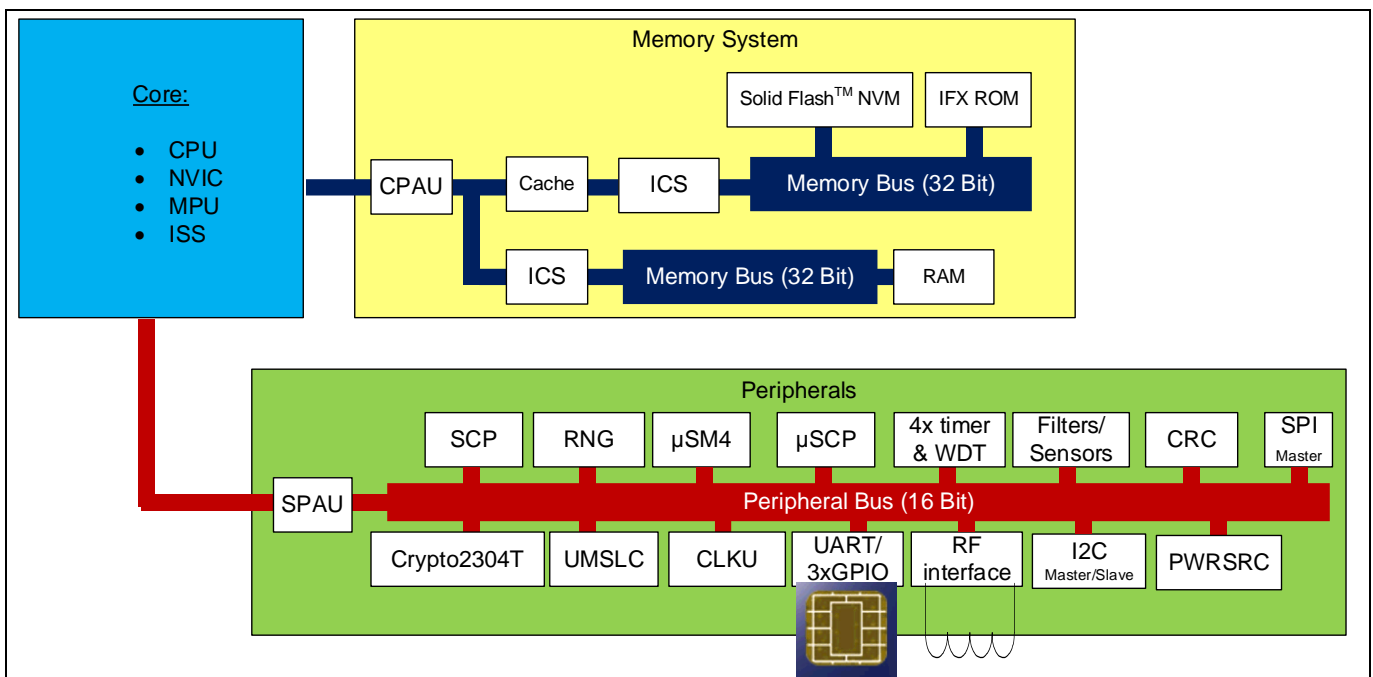 Memory System
Core:
• CPU
• NVIC
• MPU
• ISS
Solid Flash™ NVM
IFX ROM
CPAU
Cache
ICS
Memory Bus (32 Bit)
ICS
Memory Bus (32 Bit)
RAM
Peripherals
SCP
RNG
µSM4
µSCP
4x timer
& WDT
Filters/
Sensors
CRC
SPI
Master
SPAU
Peripheral Bus (16 Bit)
Crypto2304T
UMSLC
CLKU
UART/
3xGPIO
RF
interface
I2C
Master/Slave
PWRSRC